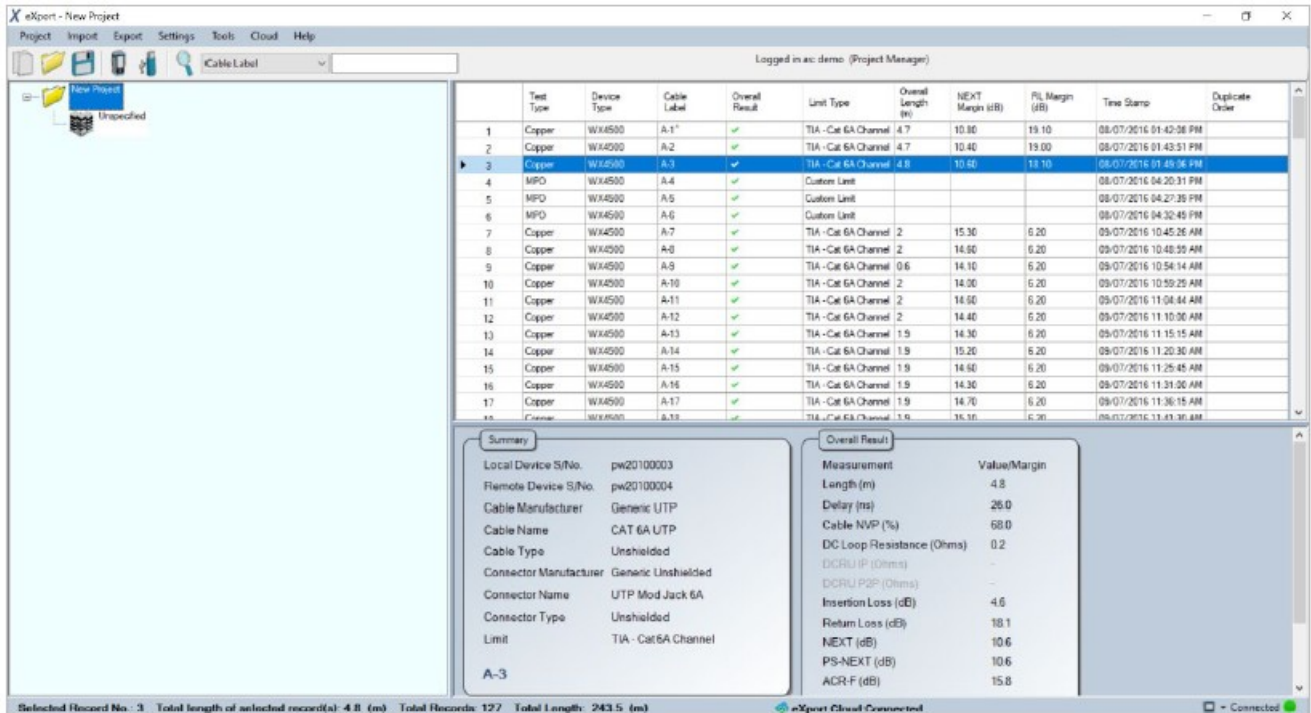 eXport - New Project
Project Import Export Settings Tools Cloud Help
Cable Label
Logged in as: demo (Project Manager)
New Project
Unspecified
Test Type Device Type Cable Label Overall Result Limit Type Overall Length (m) NEXT Margin (dB) RL Margin (dB) Time Stamp Duplicate Order
1 Copper WX4500 A-1* TIA - Cat 6A Channel 4.7 10.80 19.10 08/07/2016 01:42:08 PM
2 Copper WX4500 A-2 TIA - Cat 6A Channel 4.7 10.40 19.00 08/07/2016 01:43:51 PM
3 Copper WX4500 A-3 TIA - Cat 6A Channel 4.8 10.60 18.10 08/07/2016 01:49:06 PM
4 MPO WX4500 A-4 Custom Limit 08/07/2016 04:20:31 PM
5 MPO WX4500 A-5 Custom Limit 08/07/2016 04:27:39 PM
6 MPO WX4500 A-6 Custom Limit 08/07/2016 04:32:49 PM
7 Copper WX4500 A-7 TIA - Cat 6A Channel 2 15.30 6.20 09/07/2016 10:45:26 AM
8 Copper WX4500 A-8 TIA - Cat 6A Channel 2 14.60 6.20 09/07/2016 10:48:59 AM
9 Copper WX4500 A-9 TIA - Cat 6A Channel 0.6 14.10 6.20 09/07/2016 10:54:14 AM
10 Copper WX4500 A-10 TIA - Cat 6A Channel 2 14.00 6.20 09/07/2016 10:59:29 AM
11 Copper WX4500 A-11 TIA - Cat 6A Channel 2 14.60 6.20 09/07/2016 11:04:44 AM
12 Copper WX4500 A-12 TIA - Cat 6A Channel 2 14.40 6.20 09/07/2016 11:10:00 AM
13 Copper WX4500 A-13 TIA - Cat 6A Channel 1.9 14.30 6.20 09/07/2016 11:15:15 AM
14 Copper WX4500 A-14 TIA - Cat 6A Channel 1.9 15.20 6.20 09/07/2016 11:20:30 AM
15 Copper WX4500 A-15 TIA - Cat 6A Channel 1.9 14.60 6.20 09/07/2016 11:25:45 AM
16 Copper WX4500 A-16 TIA - Cat 6A Channel 1.9 14.30 6.20 09/07/2016 11:31:00 AM
17 Copper WX4500 A-17 TIA - Cat 6A Channel 1.9 14.70 6.20 09/07/2016 11:36:15 AM
18 Copper WX4500 A-18 TIA - Cat 6A Channel 1.9 15.10 6.20 09/07/2016 11:41:30 AM
Summary
Local Device S/No. pw20100003
Remote Device S/No. pw20100004
Cable Manufacturer Generic UTP
Cable Name CAT 6A UTP
Cable Type Unshielded
Connector Manufacturer Generic Unshielded
Connector Name UTP Mod Jack 6A
Connector Type Unshielded
Limit TIA - Cat6A Channel
A-3
Overall Result
Measurement Value/Margin
Length (m) 4.8
Delay (ns) 26.0
Cable NVP (%) 68.0
DC Loop Resistance (Ohms) 0.2
DCRU IP (Ohms) -
DCRU P2P (Ohms) -
Insertion Loss (dB) 4.6
Return Loss (dB) 18.1
NEXT (dB) 10.6
PS-NEXT (dB) 10.6
ACR-F (dB) 15.8
Selected Record No.: 3 Total length of selected record(s): 4.8 (m) Total Records: 127 Total Length: 243.5 (m) eXport Cloud Connected - Connected